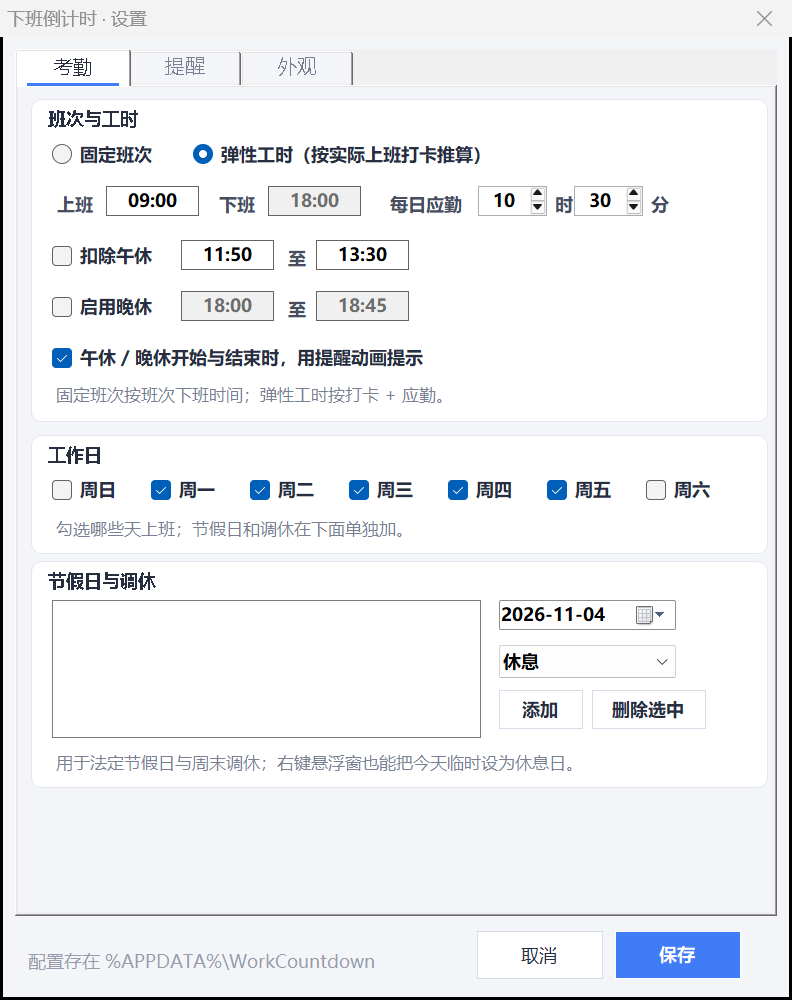 下班倒计时 · 设置
考勤 提醒 外观
班次与工时
固定班次 弹性工时（按实际上班打卡推算）
上班 09:00 下班 18:00 每日应勤 10 时 30 分
扣除午休 11:50 至 13:30
启用晚休 18:00 至 18:45
午休 / 晚休开始与结束时，用提醒动画提示
固定班次按班次下班时间；弹性工时按打卡 + 应勤。
工作日
周日 周一 周二 周三 周四 周五 周六
勾选哪些天上班；节假日和调休在下面单独加。
节假日与调休
2026-11-04
休息
添加 删除选中
用于法定节假日与周末调休；右键悬浮窗也能把今天临时设为休息日。
配置存在 %APPDATA%\WorkCountdown 取消 保存